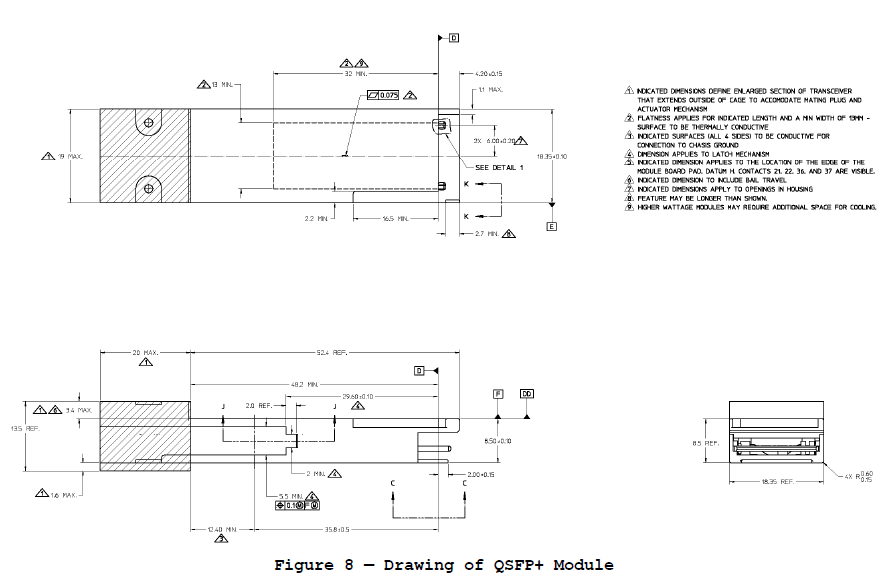 D
2 9
32 MIN.
4.20±0.15
2 13 MIN.
0.075 2
1.1 MAX.
2X 6.00±0.20 7
1 19 MAX.
18.35±0.10
SEE DETAIL 1
K
2.2 MIN.
16.5 MIN.
K
E
2.7 MIN. 8
1 INDICATED DIMENSIONS DEFINE ENLARGED SECTION OF TRANSCEIVER
THAT EXTENDS OUTSIDE OF CAGE TO ACCOMODATE MATING PLUG AND
ACTUATOR MECHANISM
2 FLATNESS APPLIES FOR INDICATED LENGTH AND A MIN WIDTH OF 13MM -
SURFACE TO BE THERMALLY CONDUCTIVE
3 INDICATED SURFACES (ALL 4 SIDES) TO BE CONDUCTIVE FOR
CONNECTION TO CHASIS GROUND
4 DIMENSION APPLIES TO LATCH MECHANISM
5 INDICATED DIMENSION APPLIES TO THE LOCATION OF THE EDGE OF THE
MODULE BOARD PAD, DATUM H. CONTACTS 21, 22, 36, AND 37 ARE VISIBLE.
6 INDICATED DIMENSION TO INCLUDE BAIL TRAVEL
7 INDICATED DIMENSIONS APPLY TO OPENINGS IN HOUSING
8 FEATURE MAY BE LONGER THAN SHOWN.
9 HIGHER WATTAGE MODULES MAY REQUIRE ADDITIONAL SPACE FOR COOLING.
20 MAX.
1
52.4 REF.
D
48.2 MIN.
29.60±0.10
F
DD
1 6 3.4 MAX.
J
2.0 REF.
J
4
13.5 REF.
8.50±0.10
8.5 REF.
2 MIN. 4
2.00±0.15
1 1.6 MAX.
5.5 MIN. 4
0.1 M F M
C
C
18.35 REF.
4X R 0.60
0.15
12.40 MIN.
3
35.8±0.5
Figure 8 — Drawing of QSFP+ Module